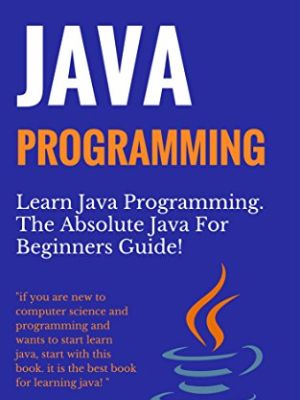 JAVA
PROGRAMMING
Learn Java Programming.
The Absolute Java For
Beginners Guide!
"if you are new to
computer science and
programming and
wants to start learn
java, start with this
book. it is the best book
for learning java! "